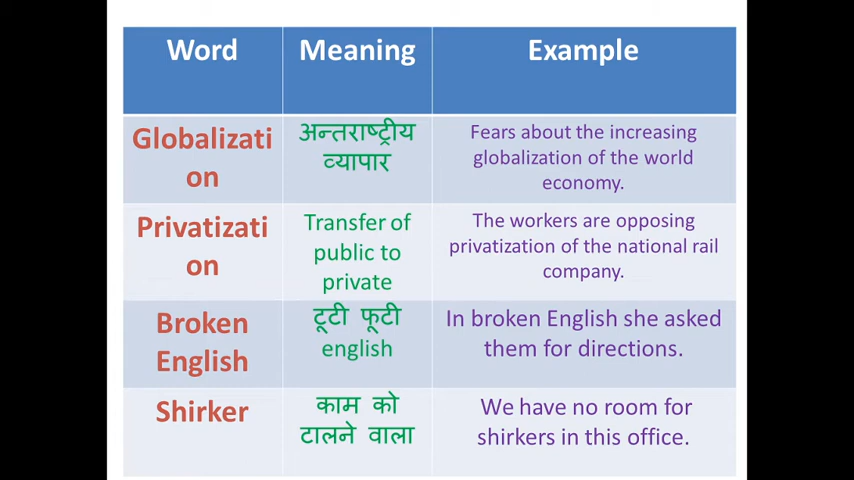 Word Meaning Example
Globalizati
on
अन्तराष्ट्रीय
व्यापार
Fears about the increasing
globalization of the world
economy.
Privatizati
on
Transfer of
public to
private
The workers are opposing
privatization of the national rail
company.
Broken
English
टूटी फूटी
english
In broken English she asked
them for directions.
Shirker
काम को
टालने वाला
We have no room for
shirkers in this office.